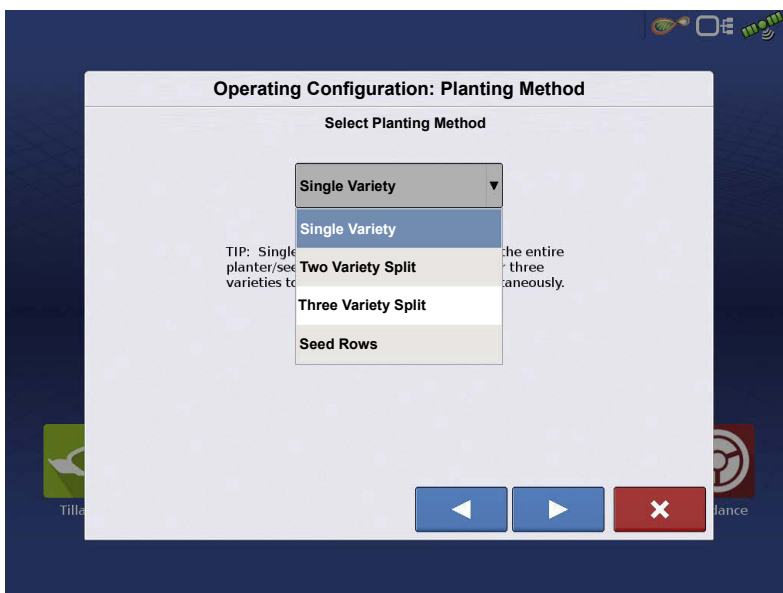 Operating Configuration: Planting Method
Select Planting Method
Single Variety
Single Variety
TIP: Single the entire
planter/see three
Two Variety Split
varieties to taneously.
Three Variety Split
Seed Rows
Tilla dance